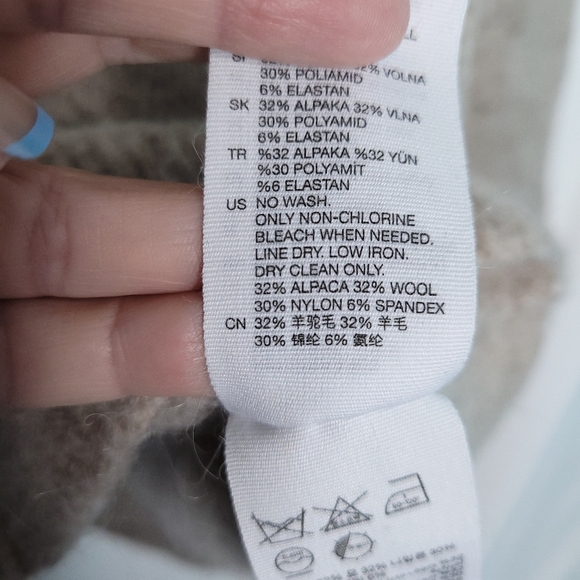 32% VOLNA
30% POLIAMID
6% ELASTAN
SK 32% ALPAKA 32% VLNA
30% POLYAMID
6% ELASTAN
TR %32 ALPAKA %32 YÜN
%30 POLYAMİT
%6 ELASTAN
US NO WASH.
ONLY NON-CHLORINE
BLEACH WHEN NEEDED.
LINE DRY. LOW IRON.
DRY CLEAN ONLY.
32% ALPACA 32% WOOL
30% NYLON 6% SPANDEX
CN 32% 羊驼毛 32% 羊毛
30% 锦纶 6% 氨纶